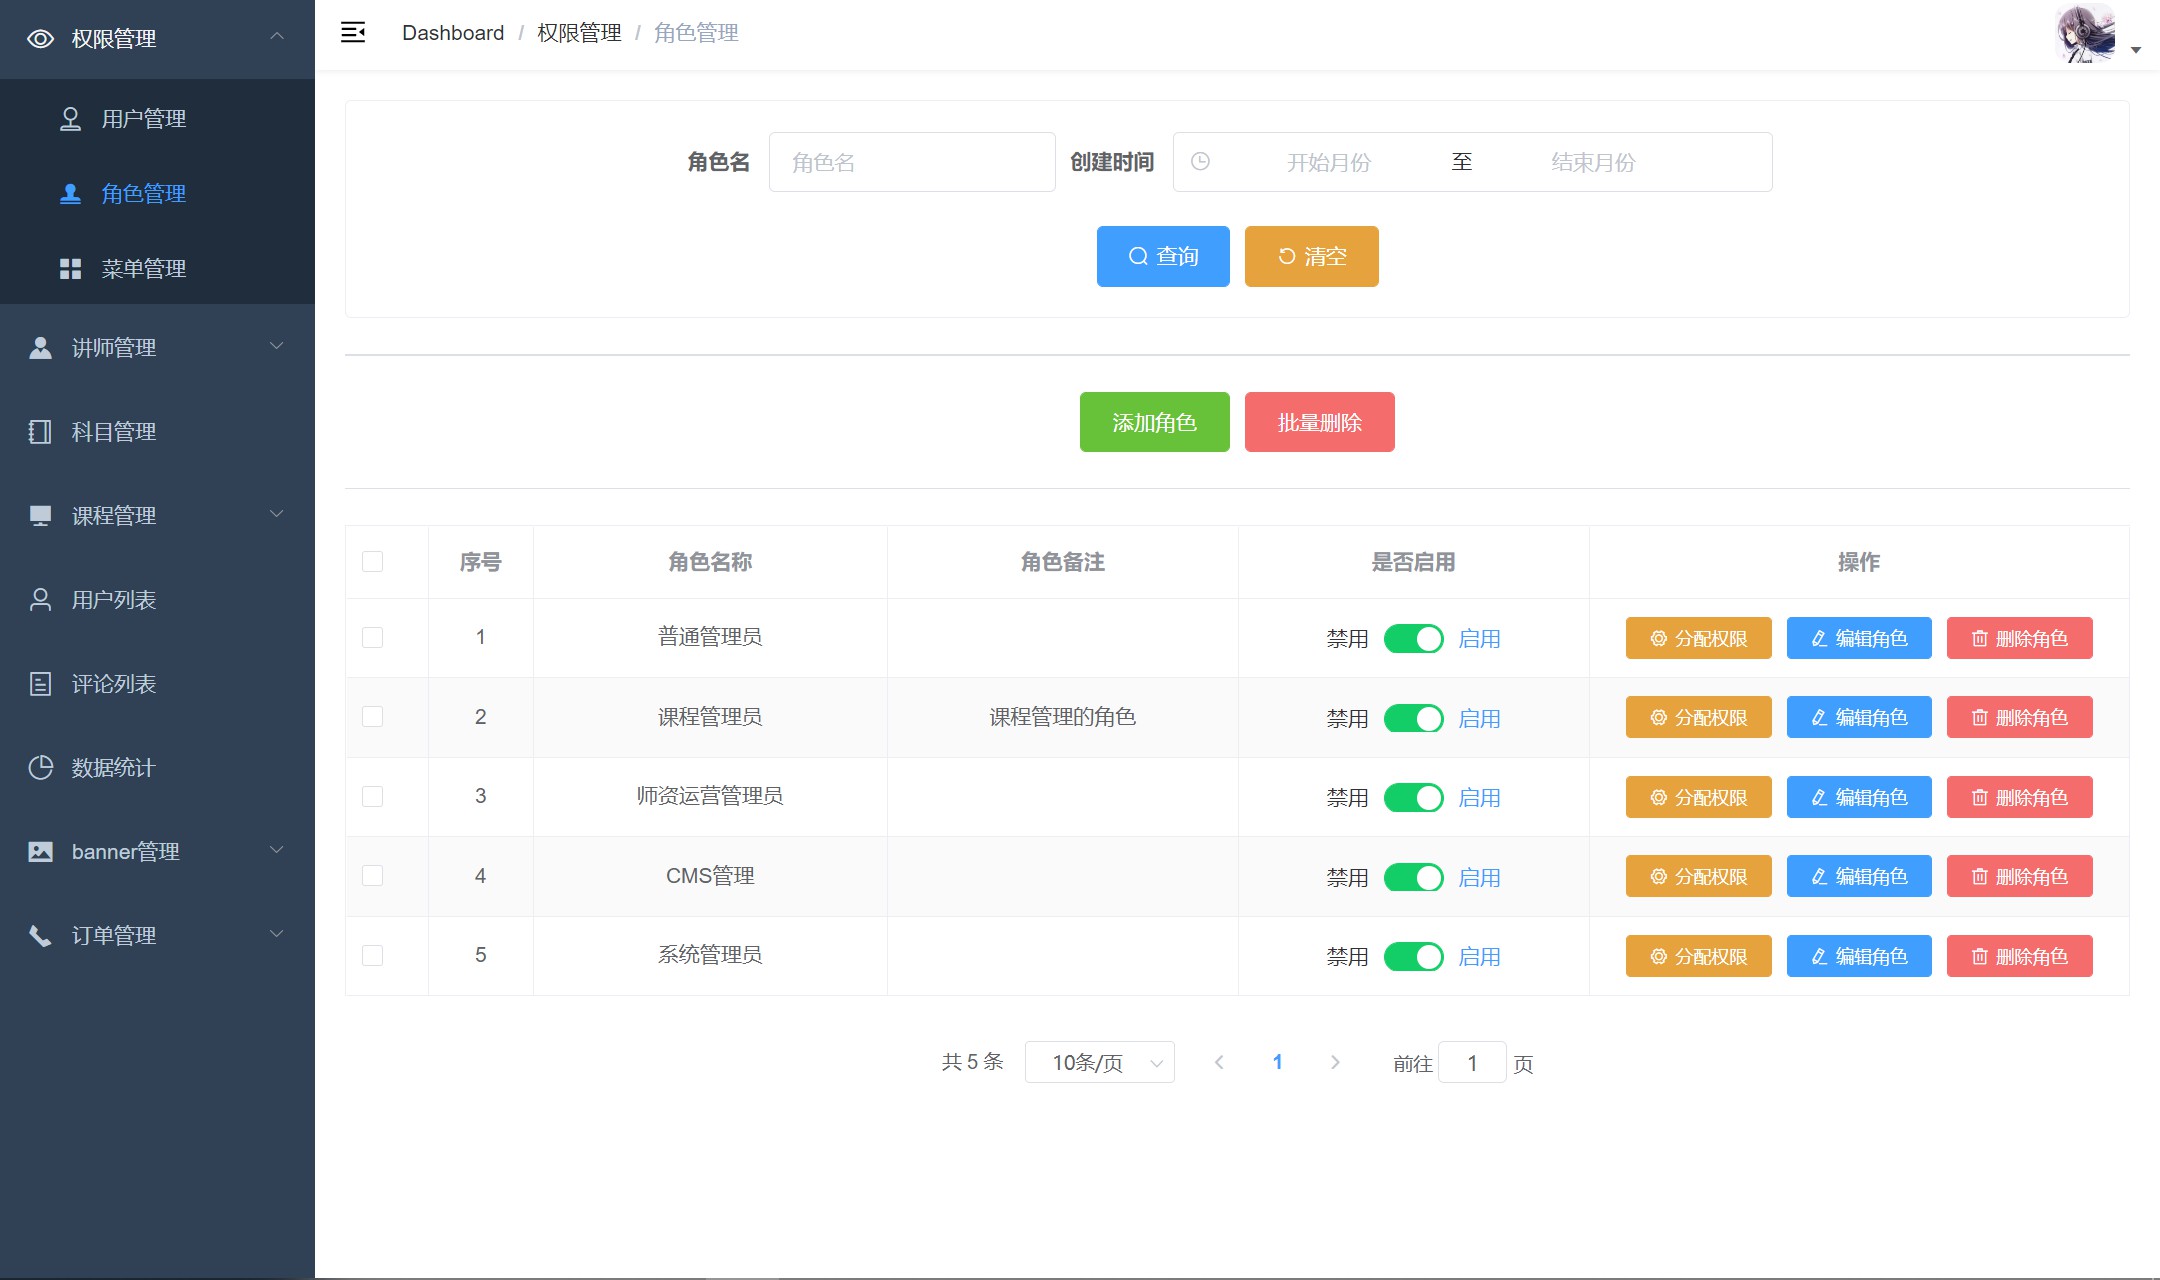 权限管理
用户管理
角色管理
菜单管理
讲师管理
科目管理
课程管理
用户列表
评论列表
数据统计
banner管理
订单管理
Dashboard / 权限管理 / 角色管理
角色名 角色名 创建时间 开始月份 至 结束月份
查询 清空
添加角色 批量删除
序号 角色名称 角色备注 是否启用 操作
1 普通管理员 禁用 启用 分配权限 编辑角色 删除角色
2 课程管理员 课程管理的角色 禁用 启用 分配权限 编辑角色 删除角色
3 师资运营管理员 禁用 启用 分配权限 编辑角色 删除角色
4 CMS管理 禁用 启用 分配权限 编辑角色 删除角色
5 系统管理员 禁用 启用 分配权限 编辑角色 删除角色
共 5 条 10条/页 1 前往 1 页